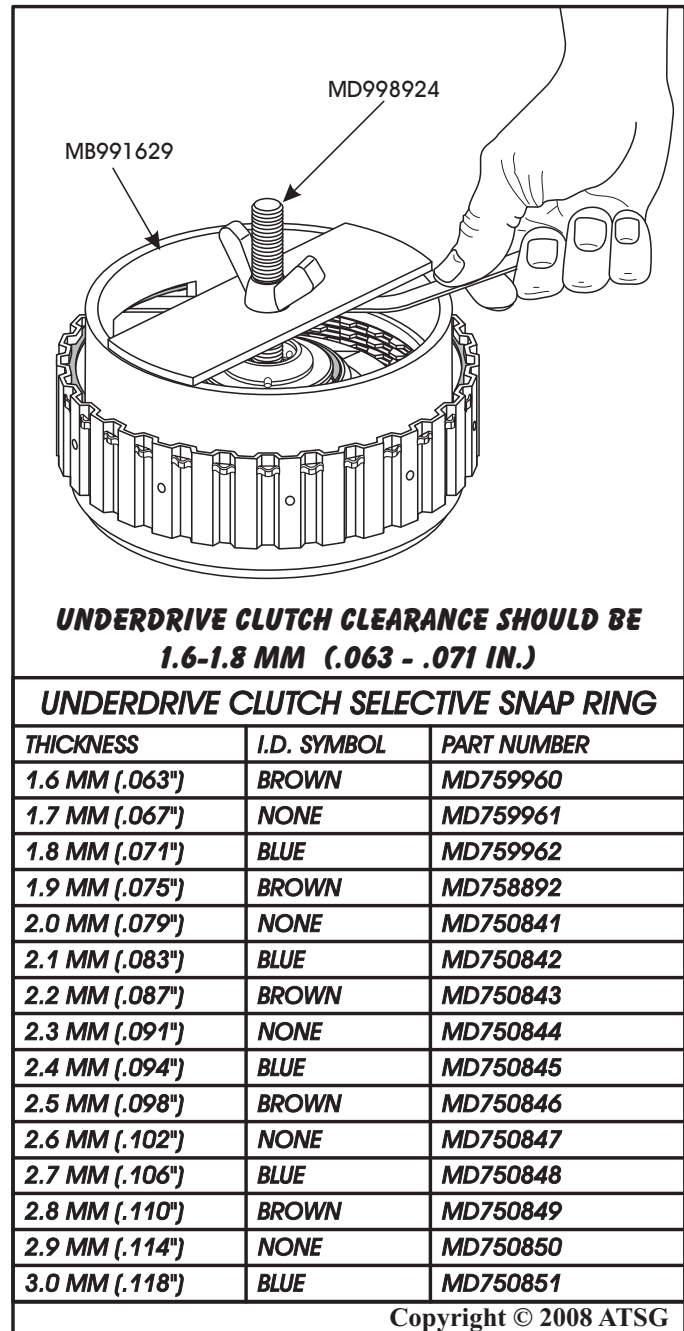 MD998924
MB991629
UNDERDRIVE CLUTCH CLEARANCE SHOULD BE
1.6-1.8 MM (.063 - .071 IN.)
UNDERDRIVE CLUTCH SELECTIVE SNAP RING
THICKNESS I.D. SYMBOL PART NUMBER
1.6 MM (.063") BROWN MD759960
1.7 MM (.067") NONE MD759961
1.8 MM (.071") BLUE MD759962
1.9 MM (.075") BROWN MD758892
2.0 MM (.079") NONE MD750841
2.1 MM (.083") BLUE MD750842
2.2 MM (.087") BROWN MD750843
2.3 MM (.091") NONE MD750844
2.4 MM (.094") BLUE MD750845
2.5 MM (.098") BROWN MD750846
2.6 MM (.102") NONE MD750847
2.7 MM (.106") BLUE MD750848
2.8 MM (.110") BROWN MD750849
2.9 MM (.114") NONE MD750850
3.0 MM (.118") BLUE MD750851
Copyright © 2008 ATSG